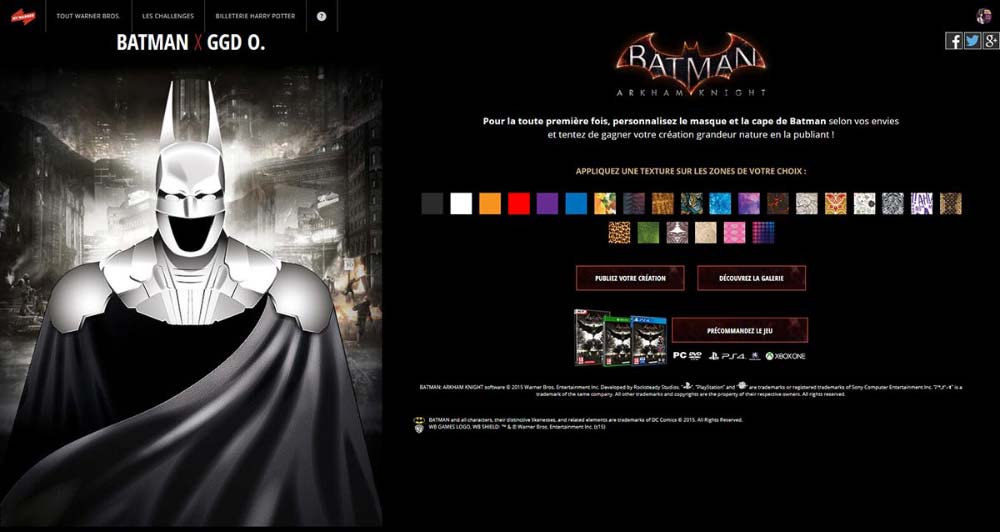 MY WARNER
TOUT WARNER BROS.
LES CHALLENGES
BILLETERIE HARRY POTTER
?
BATMAN X GGD O.
BATMAN
ARKHAM KNIGHT
Pour la toute première fois, personnalisez le masque et la cape de Batman selon vos envies
et tentez de gagner votre création grandeur nature en la publiant !
APPLIQUEZ UNE TEXTURE SUR LES ZONES DE VOTRE CHOIX :
PUBLIEZ VOTRE CRÉATION
DÉCOUVREZ LA GALERIE
PRÉCOMMANDEZ LE JEU
PC DVD PS4 XBOX ONE
BATMAN: ARKHAM KNIGHT software © 2015 Warner Bros. Entertainment Inc. Developed by Rocksteady Studios. " ", "PlayStation" and " " are trademarks or registered trademarks of Sony Computer Entertainment Inc. " " is a
trademark of the same company. All other trademarks and copyrights are the property of their respective owners. All rights reserved.
BATMAN and all characters, their distinctive likenesses, and related elements are trademarks of DC Comics © 2015. All Rights Reserved.
WB GAMES LOGO, WB SHIELD: ™ & © Warner Bros. Entertainment Inc. (s15)